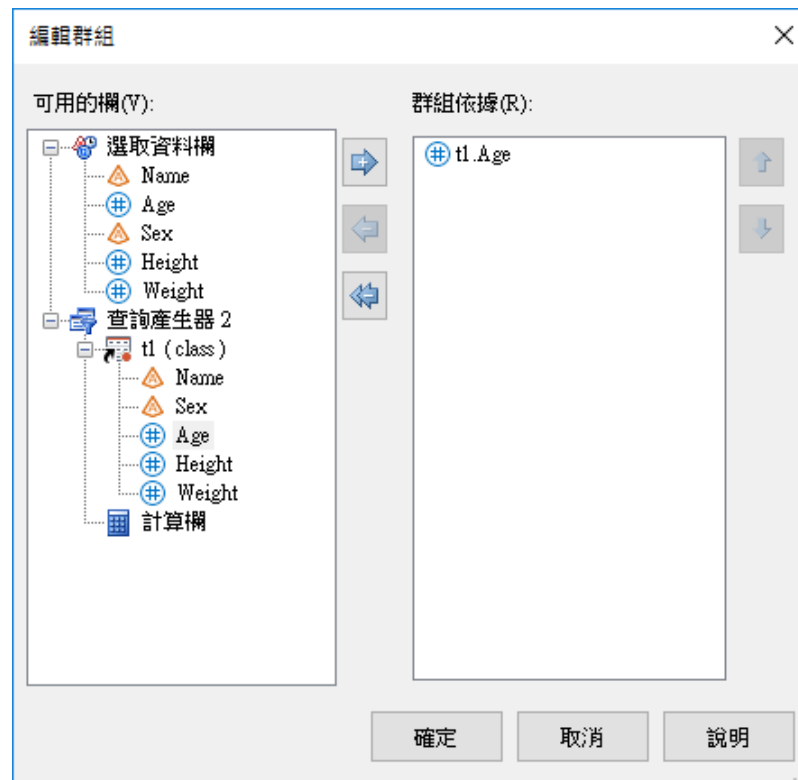 編輯群組
可用的欄(V):
選取資料欄
Name
Age
Sex
Height
Weight
查詢產生器 2
t1 (class)
Name
Sex
Age
Height
Weight
計算欄
群組依據(R):
t1.Age
確定
取消
說明